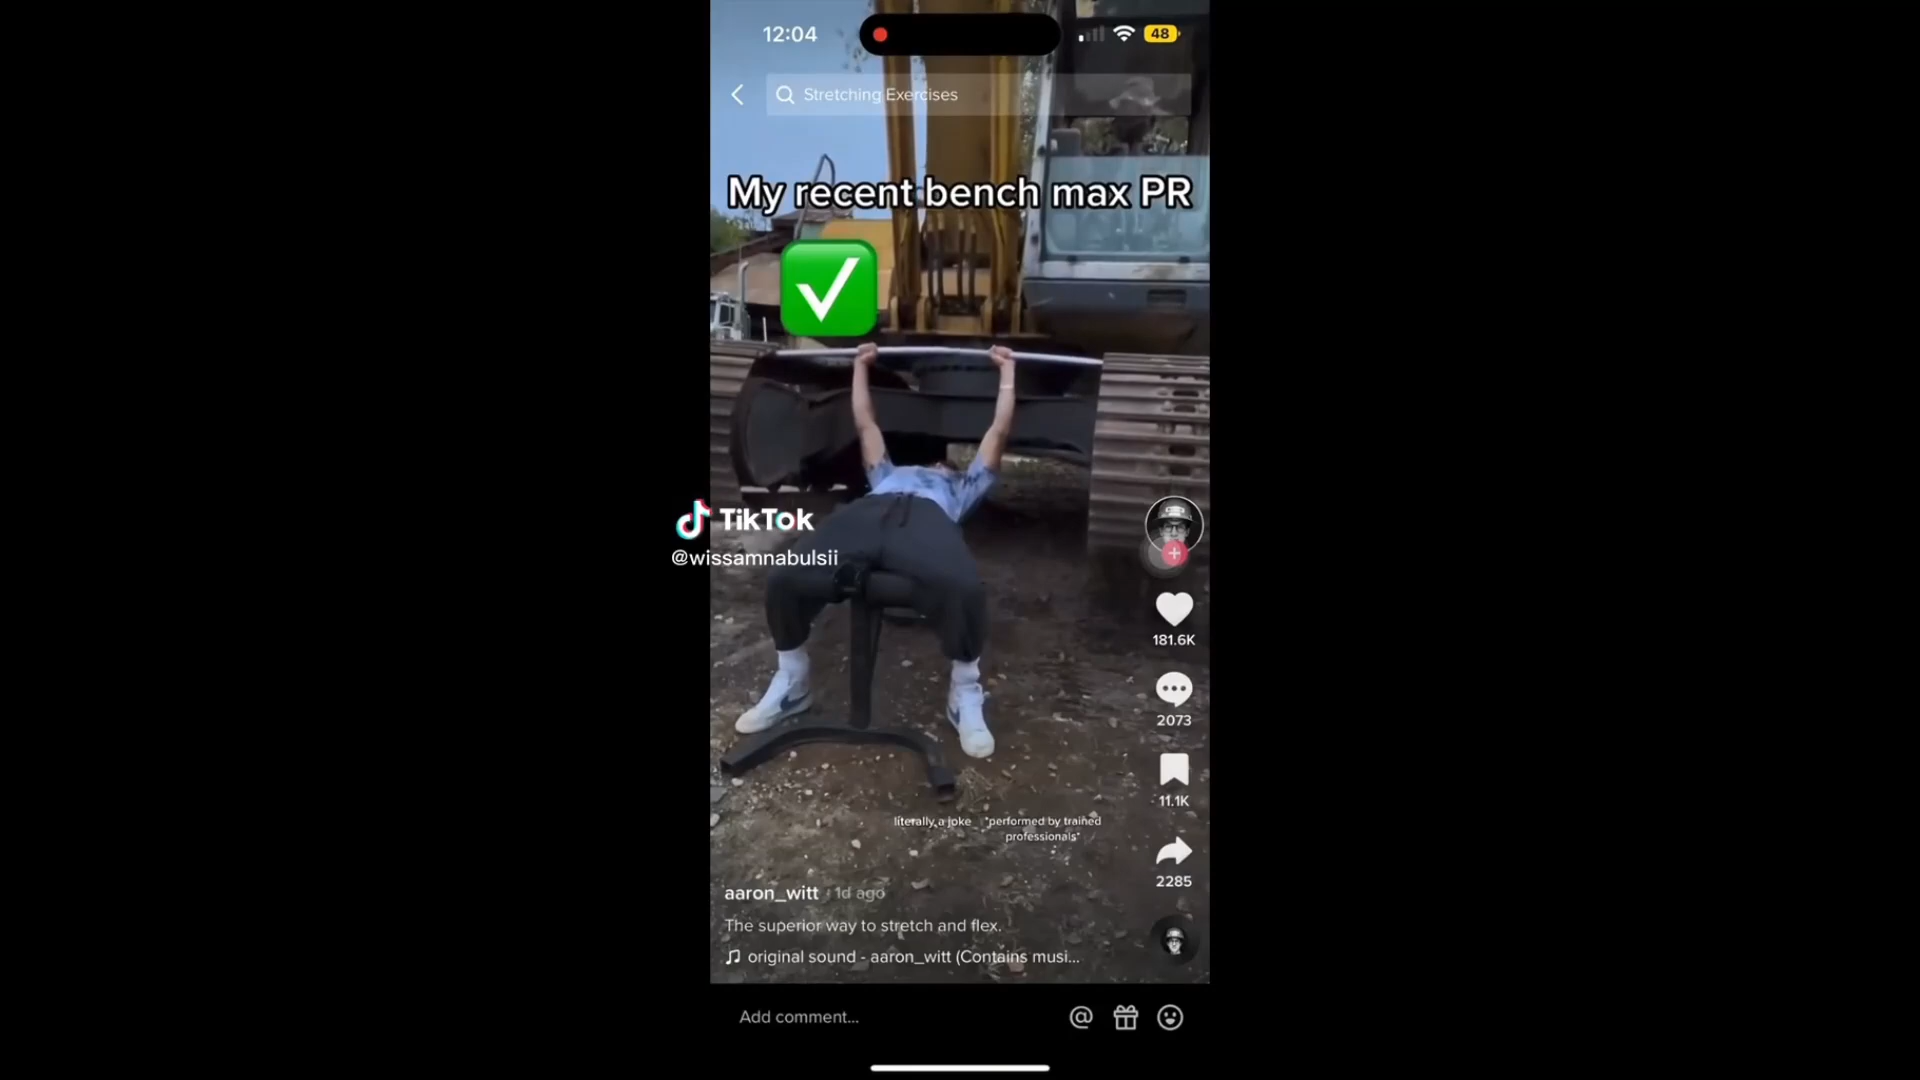 12:04
48
Stretching Exercises
My recent bench max PR
TikTok
@wissamnabulsii
181.6K
2073
11.1K
literally a joke
"performed by trained
professionals"
2285
aaron_witt · 1d ago
The superior way to stretch and flex.
original sound - aaron_witt (Contains musi...
Add comment...